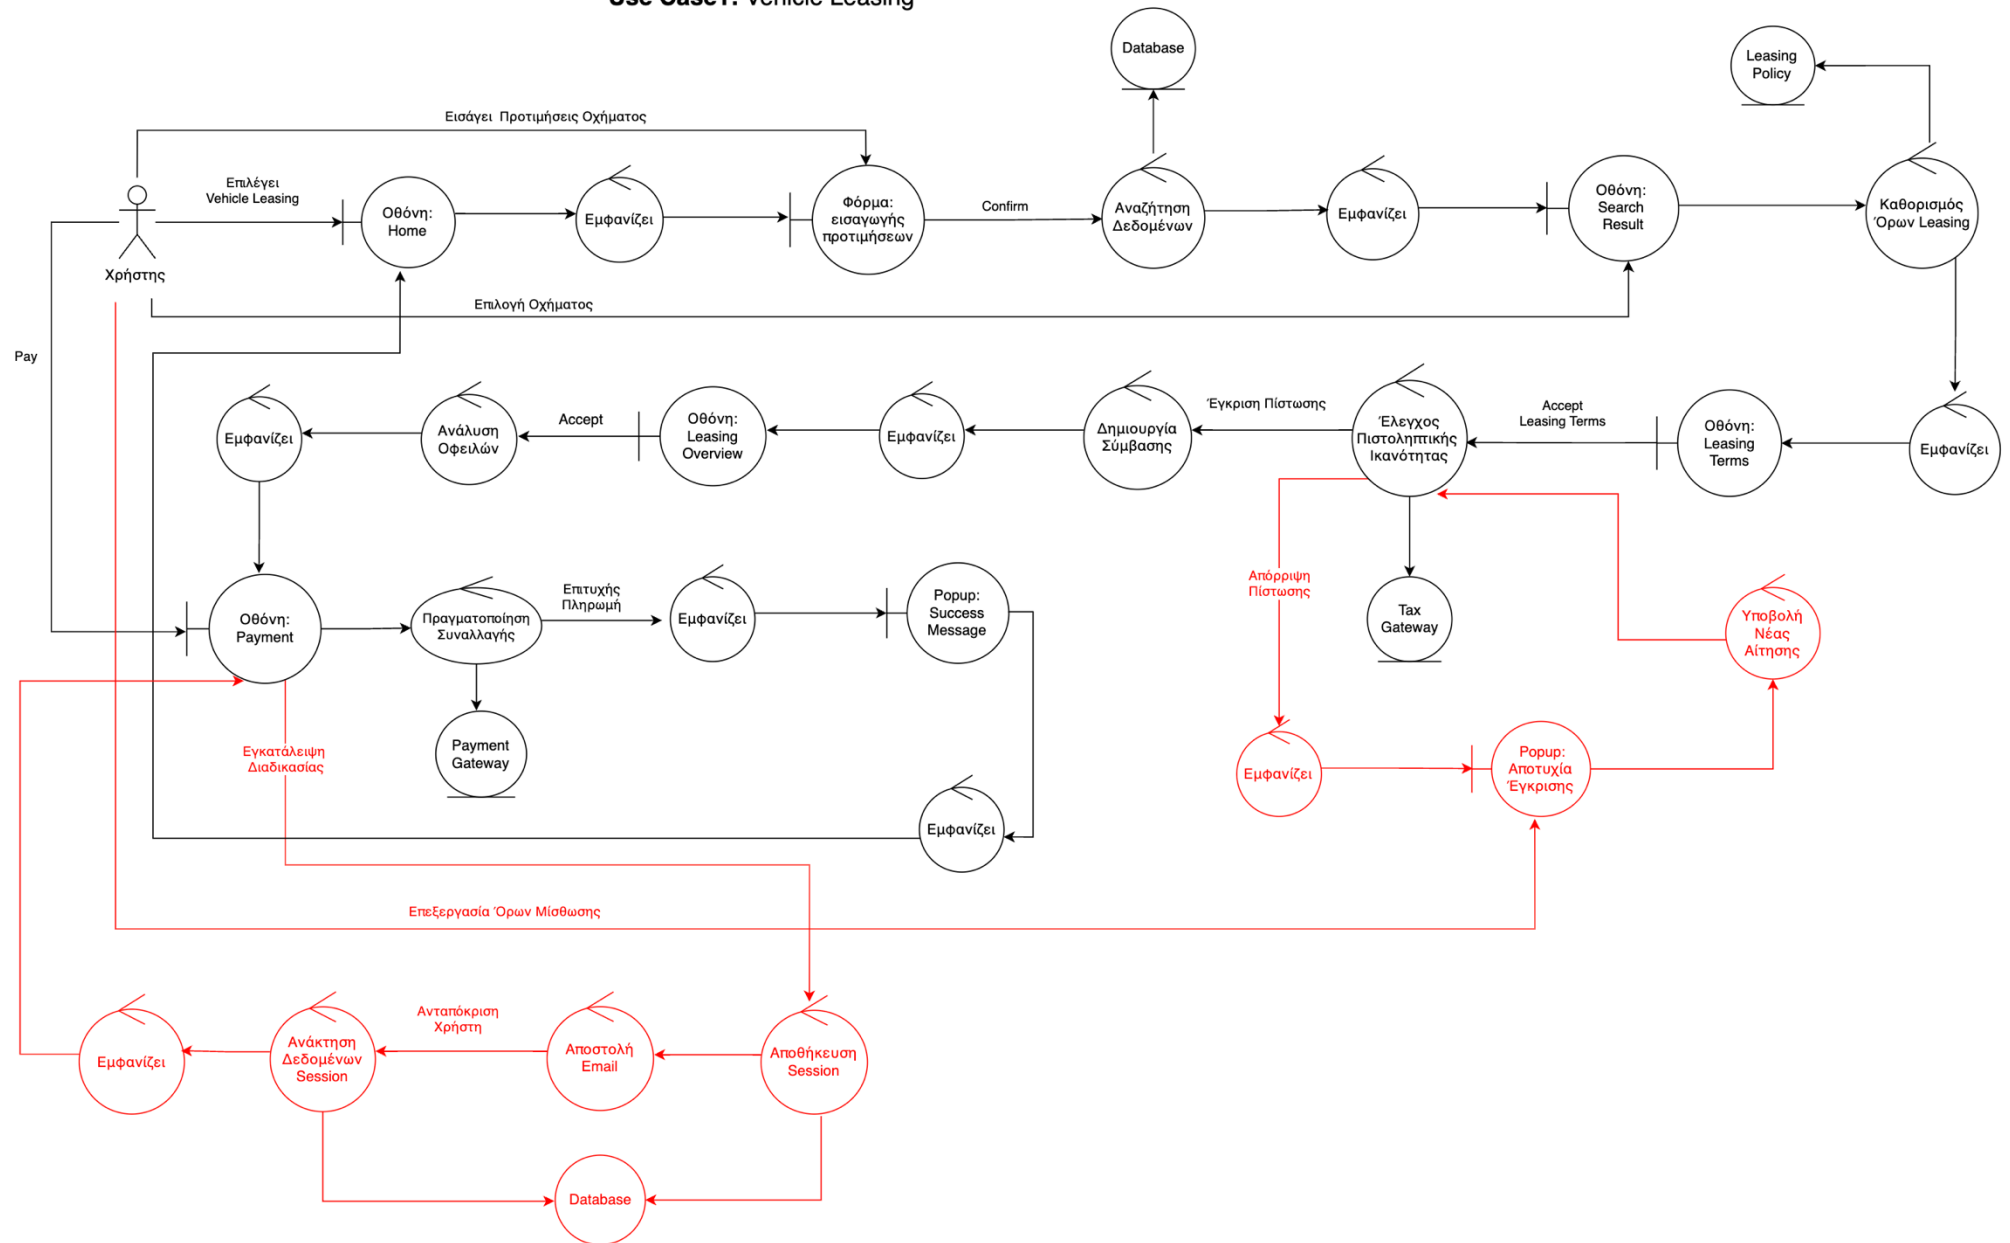 Use Case1: Vehicle Leasing
Database
Leasing
Policy
Εισάγει Προτιμήσεις Οχήματος
Επιλέγει
Vehicle Leasing
Χρήστης
Οθόνη:
Home
Εμφανίζει
Φόρμα:
εισαγωγής
προτιμήσεων
Confirm
Αναζήτηση
Δεδομένων
Εμφανίζει
Οθόνη:
Search
Result
Καθορισμός
Όρων Leasing
Επιλογή Οχήματος
Pay
Εμφανίζει
Ανάλυση
Οφειλών
Accept
Οθόνη:
Leasing
Overview
Εμφανίζει
Δημιουργία
Σύμβασης
Έγκριση Πίστωσης
Έλεγχος
Πιστοληπτικής
Ικανότητας
Accept
Leasing Terms
Οθόνη:
Leasing
Terms
Εμφανίζει
Οθόνη:
Payment
Πραγματοποίηση
Συναλλαγής
Επιτυχής
Πληρωμή
Εμφανίζει
Popup:
Success
Message
Απόρριψη
Πίστωσης
Tax
Gateway
Υποβολή
Νέας
Αίτησης
Εγκατάλειψη
Διαδικασίας
Payment
Gateway
Εμφανίζει
Εμφανίζει
Popup:
Αποτυχία
Έγκρισης
Επεξεργασία Όρων Μίσθωσης
Εμφανίζει
Ανάκτηση
Δεδομένων
Session
Ανταπόκριση
Χρήστη
Αποστολή
Email
Αποθήκευση
Session
Database